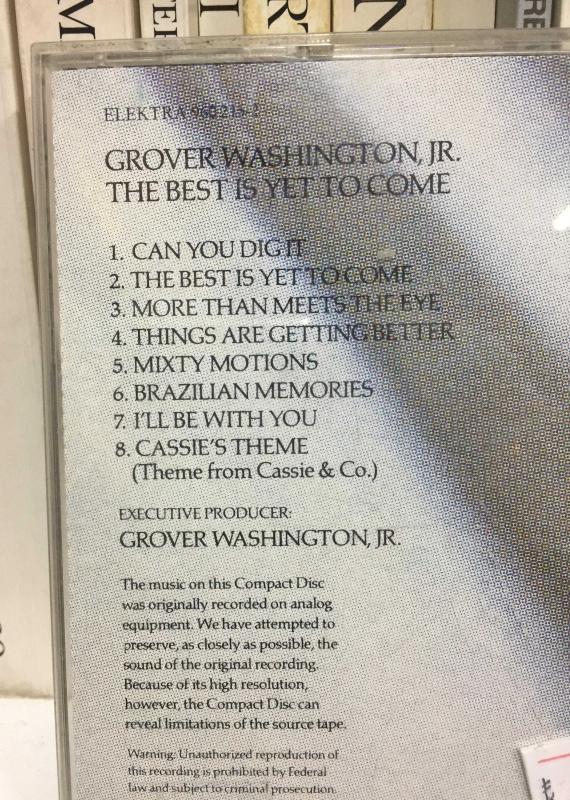 ELEKTRA 960 215-2
GROVER WASHINGTON, JR.
THE BEST IS YET TO COME
1. CAN YOU DIG IT
2. THE BEST IS YET TO COME
3. MORE THAN MEETS THE EYE
4. THINGS ARE GETTING BETTER
5. MIXTY MOTIONS
6. BRAZILIAN MEMORIES
7. I'LL BE WITH YOU
8. CASSIE'S THEME
(Theme from Cassie & Co.)
EXECUTIVE PRODUCER:
GROVER WASHINGTON, JR.
The music on this Compact Disc
was originally recorded on analog
equipment. We have attempted to
preserve, as closely as possible, the
sound of the original recording.
Because of its high resolution,
however, the Compact Disc can
reveal limitations of the source tape.
Warning: Unauthorized reproduction of
this recording is prohibited by Federal
law and subject to criminal prosecution.